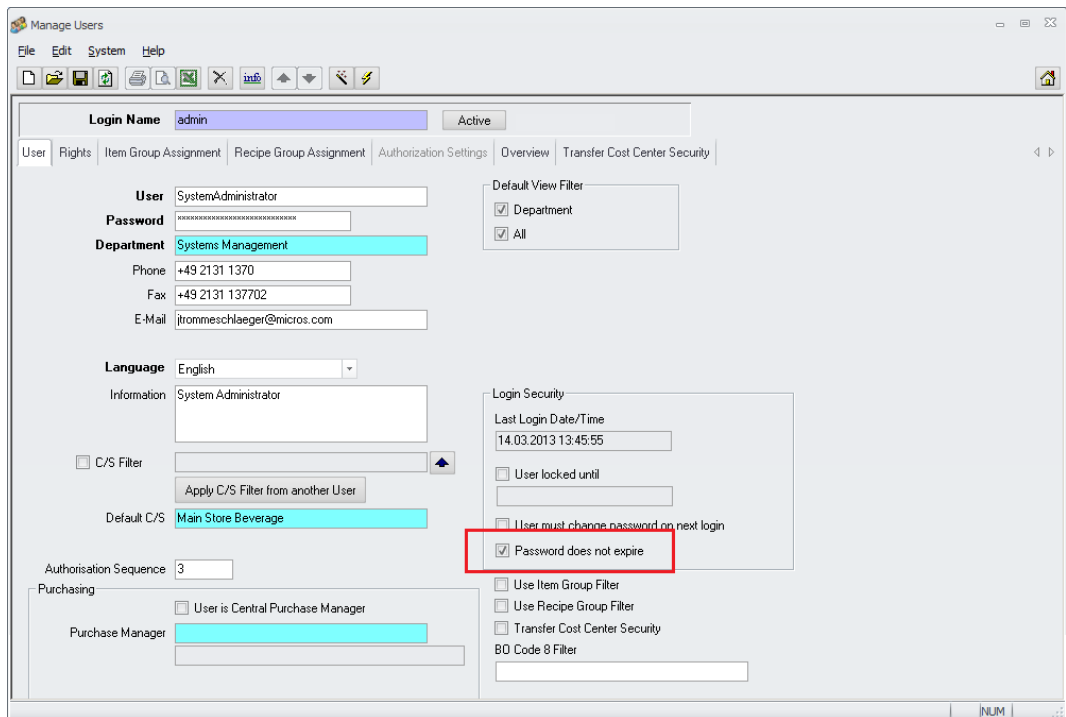 Manage Users
File Edit System Help
info
Login Name admin Active
User Rights Item Group Assignment Recipe Group Assignment Authorization Settings Overview Transfer Cost Center Security
User SystemAdministrator
Password ****************************
Department Systems Management
Phone +49 2131 1370
Fax +49 2131 137702
E-Mail jtrommeschlaeger@micros.com
Default View Filter
Department
All
Language English
Information System Administrator
C/S Filter
Apply C/S Filter from another User
Default C/S Main Store Beverage
Authorisation Sequence 3
Purchasing
User is Central Purchase Manager
Purchase Manager
Login Security
Last Login Date/Time
14.03.2013 13:45:55
User locked until
User must change password on next login
Password does not expire
Use Item Group Filter
Use Recipe Group Filter
Transfer Cost Center Security
BO Code 8 Filter
NUM